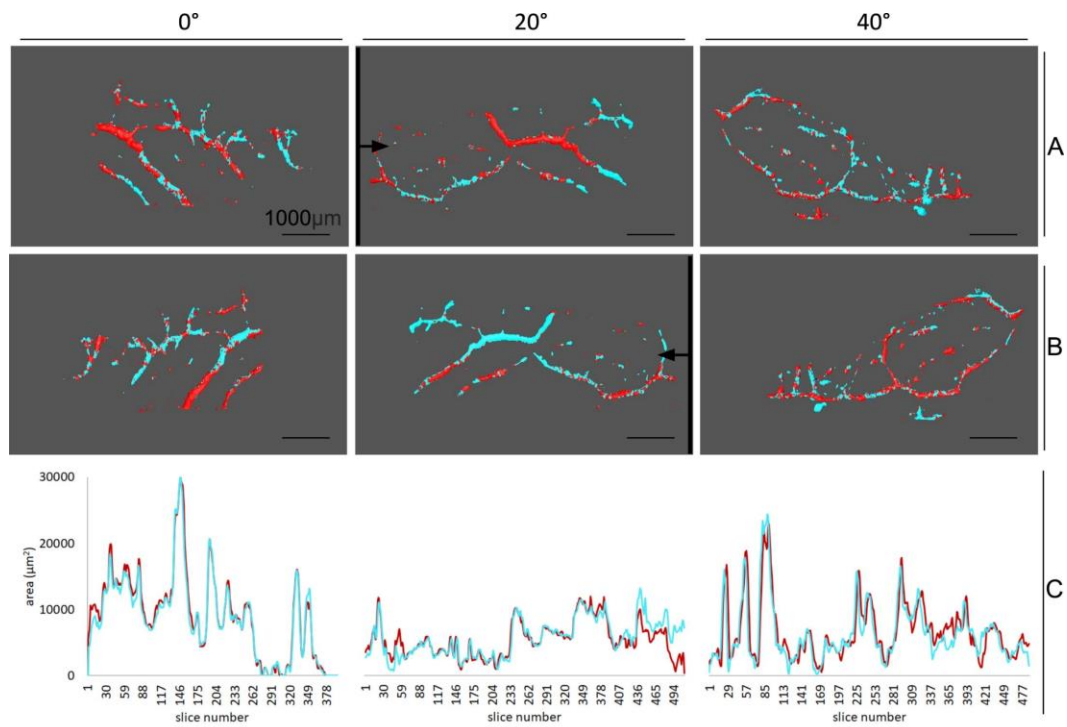 0° 20° 40°
A
1000µm
B
C
30000
20000
10000
0
area (µm²)
1 30 59 88 117 146 175 204 233 262 291 320 349 378
slice number
1 30 59 88 117 146 175 204 233 262 291 320 349 378 407 436 465 494
slice number
1 29 57 85 113 141 169 197 225 253 281 309 337 365 393 421 449 477
slice number